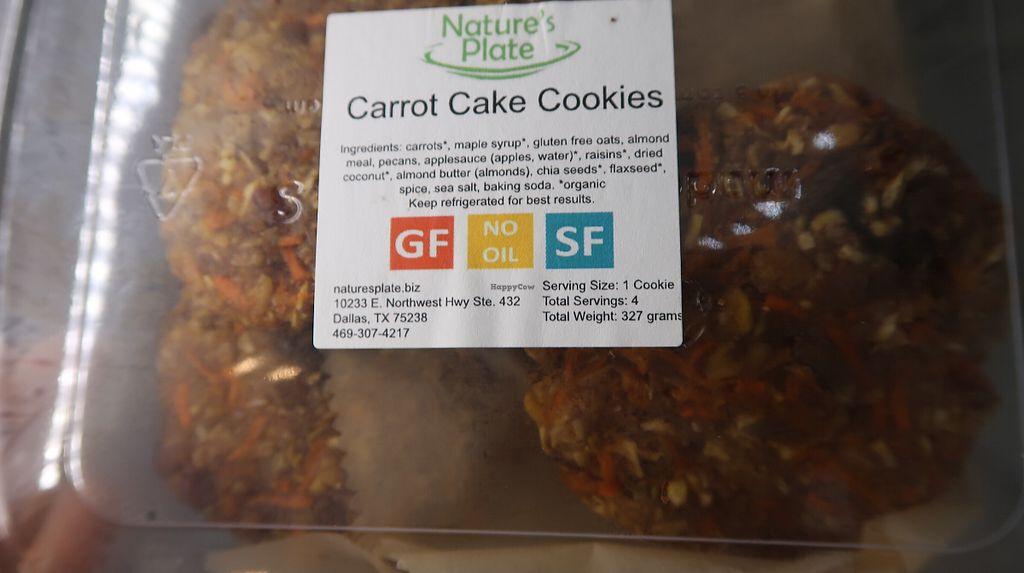 Nature's
Plate
Carrot Cake Cookies
Ingredients: carrots*, maple syrup*, gluten free oats, almond
meal, pecans, applesauce (apples, water)*, raisins*, dried
coconut*, almond butter (almonds), chia seeds*, flaxseed*,
spice, sea salt, baking soda. *organic
Keep refrigerated for best results.
GF
NO
OIL
SF
naturesplate.biz
10233 E. Northwest Hwy Ste. 432
Dallas, TX 75238
469-307-4217
HappyCow
Serving Size: 1 Cookie
Total Servings: 4
Total Weight: 327 grams